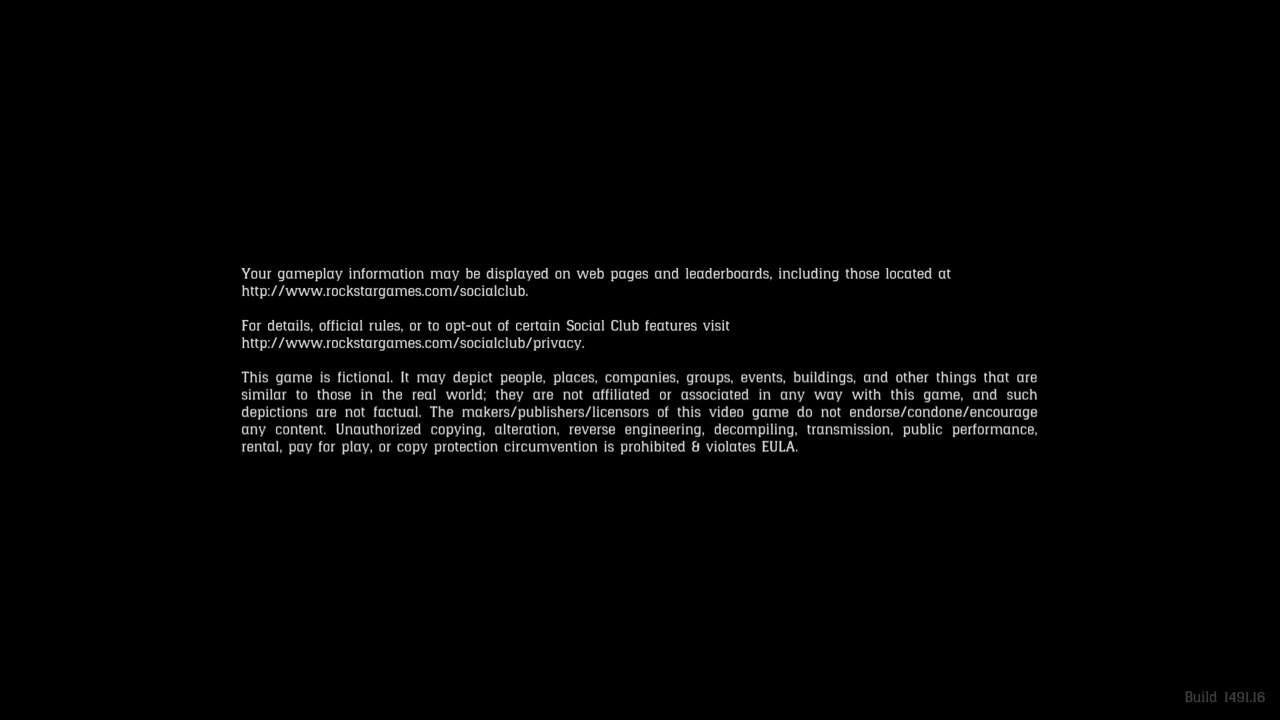 Your gameplay information may be displayed on web pages and leaderboards, including those located at
http://www.rockstargames.com/socialclub.
For details, official rules, or to opt-out of certain Social Club features visit
http://www.rockstargames.com/socialclub/privacy.
This game is fictional. It may depict people, places, companies, groups, events, buildings, and other things that are
similar to those in the real world; they are not affiliated or associated in any way with this game, and such
depictions are not factual. The makers/publishers/licensors of this video game do not endorse/condone/encourage
any content. Unauthorized copying, alteration, reverse engineering, decompiling, transmission, public performance,
rental, pay for play, or copy protection circumvention is prohibited & violates EULA.
Build 1491.16